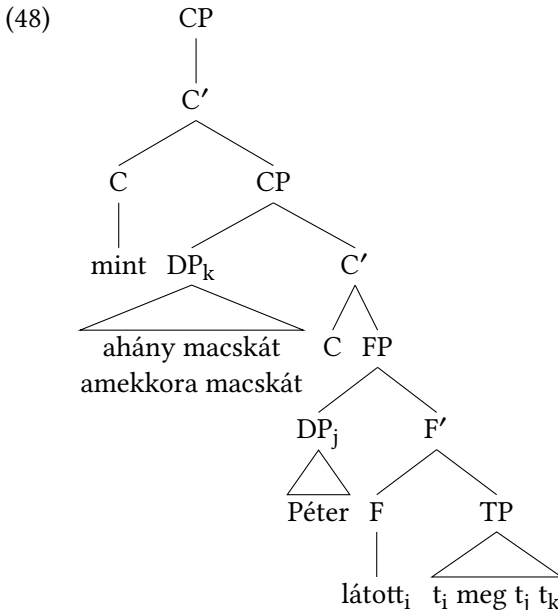 (48) CP
C′
C CP
mint DPk C′
ahány macskát C FP
amekkora macskát
DPj F′
Péter F TP
látotti ti meg tj tk